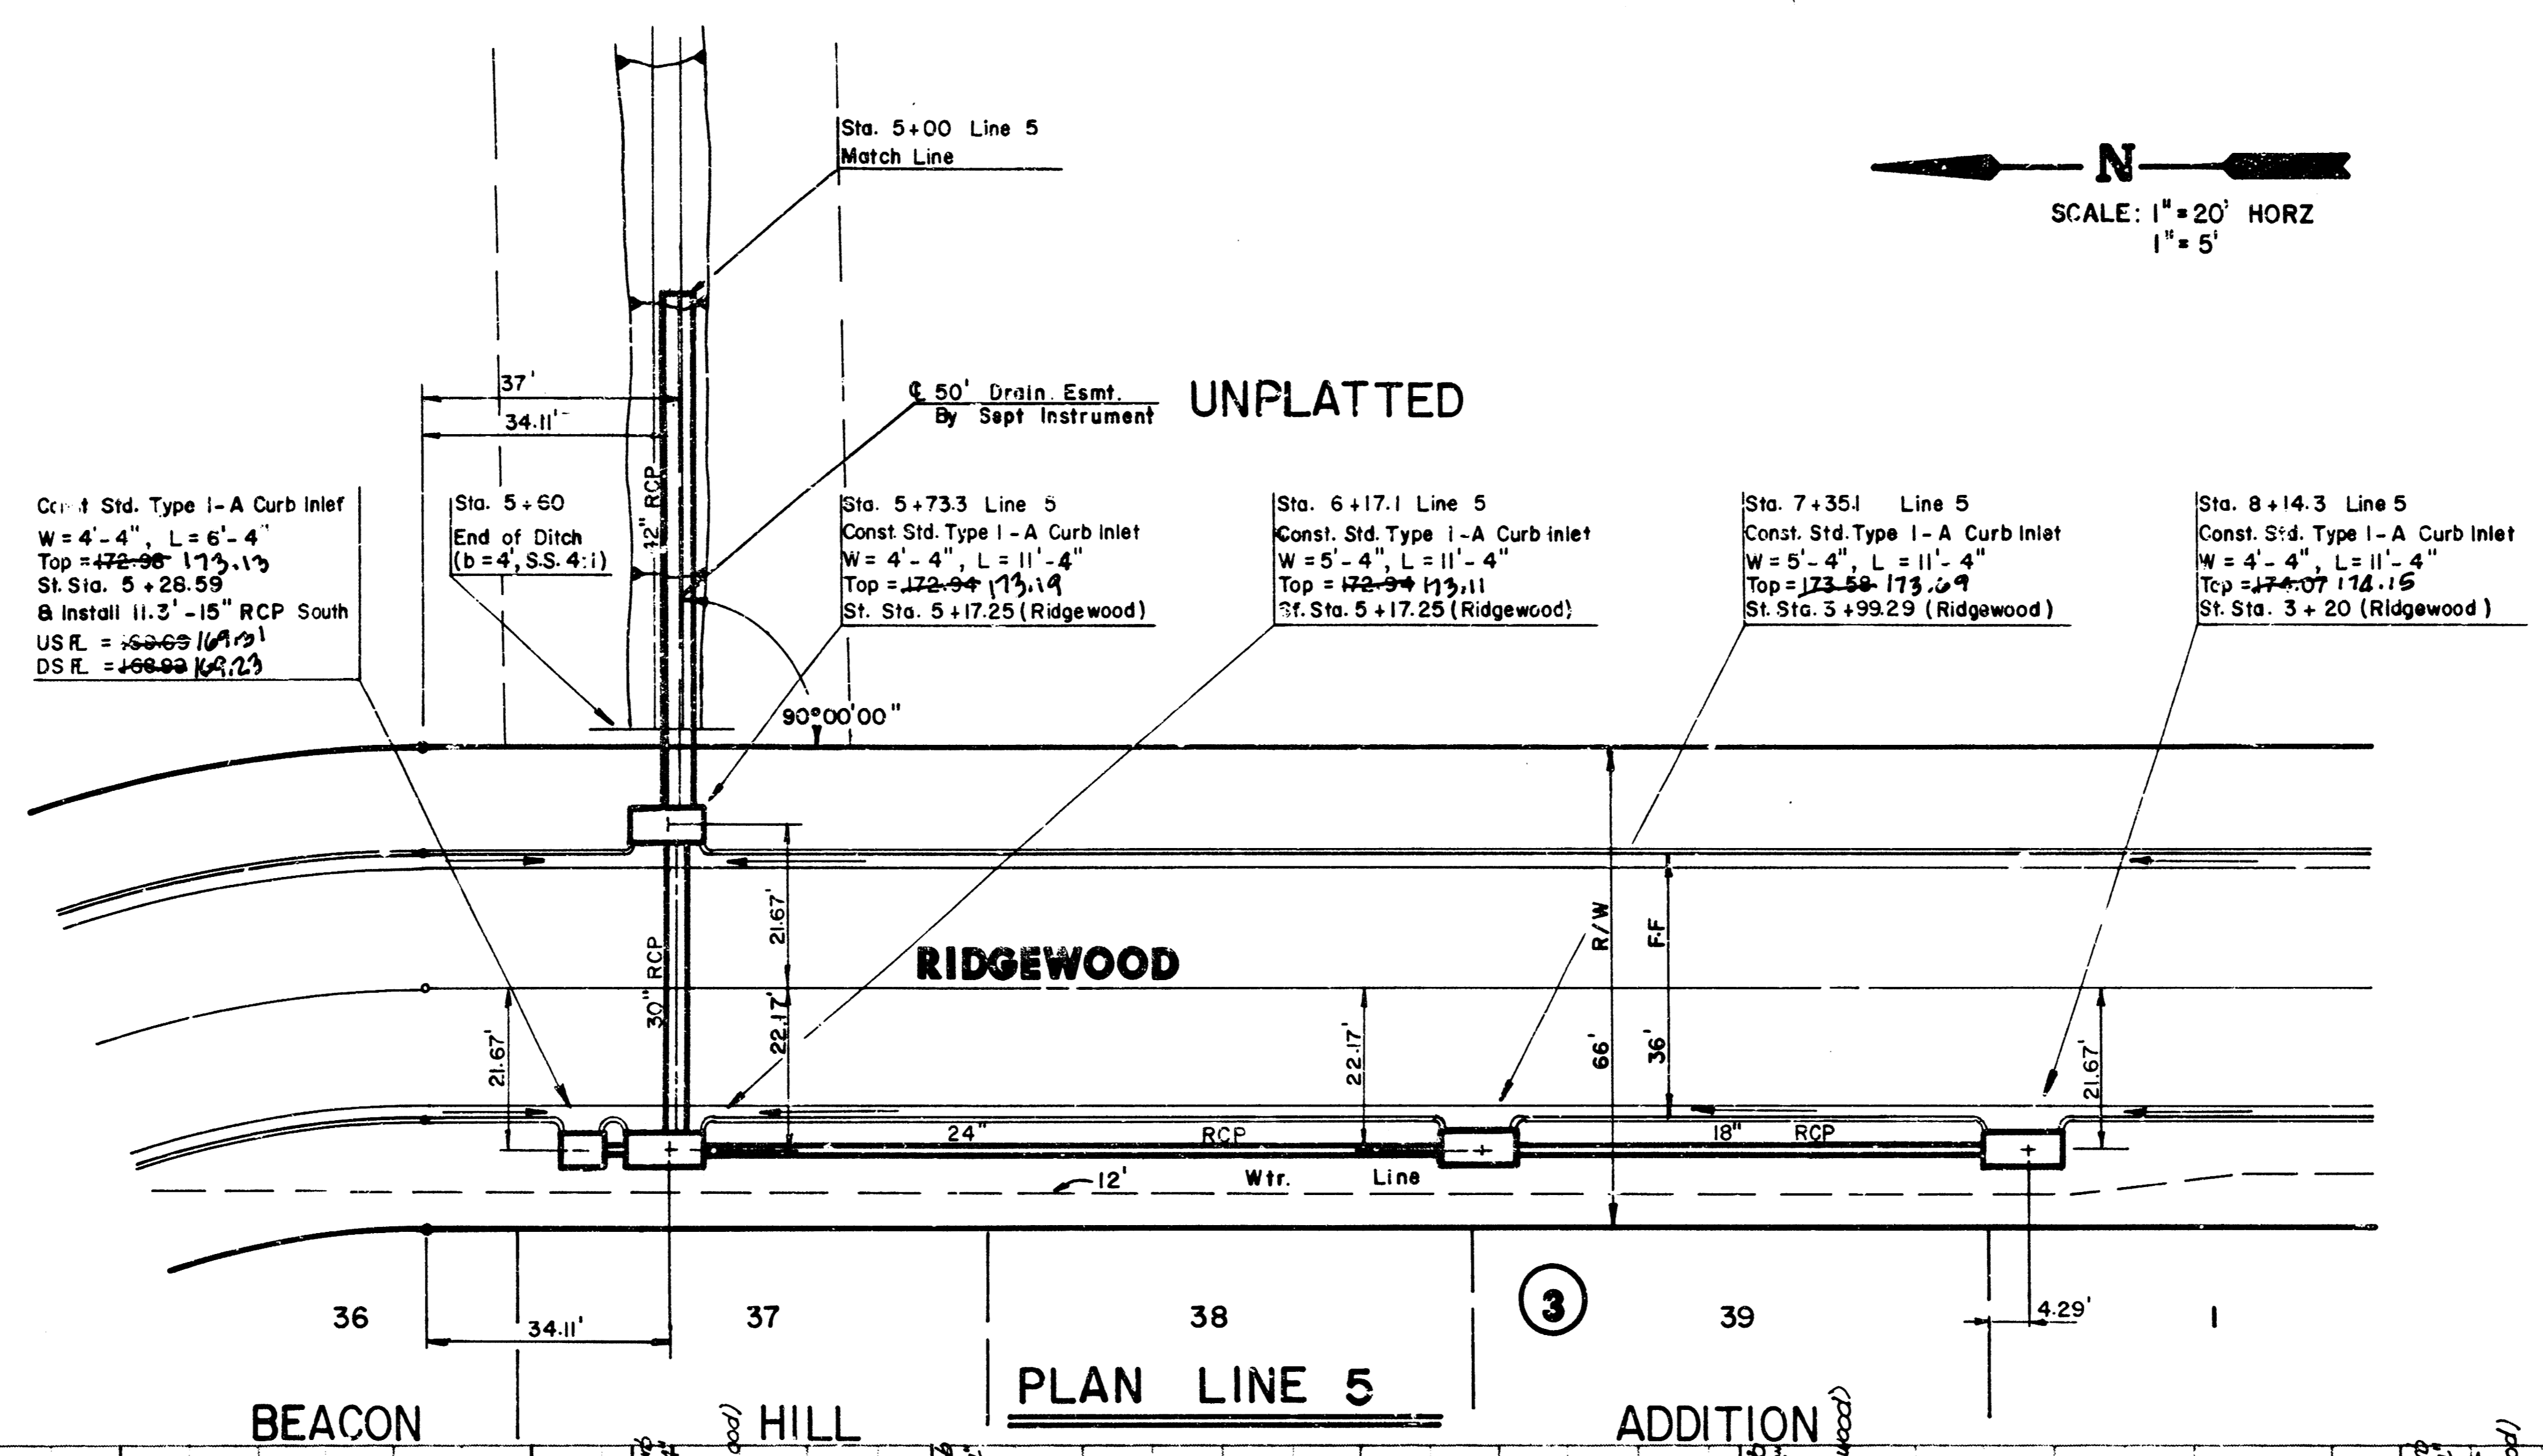 Sta. 5+00 Line 5
Match Line
N
SCALE: 1" = 20' HORZ
1" = 5'
37'
34.11'
℄ 50' Drain. Esmt.
By Sept Instrument
UNPLATTED
42" RCP
Const Std. Type I-A Curb Inlet
W = 4'-4", L = 6'-4"
Top = 172.98 173.13
St. Sta. 5+28.59
& Install 11.3'-15" RCP South
US FL = 169.31
DS FL = 168.93 169.23
Sta. 5+60
End of Ditch
(b=4', S.S. 4:1)
Sta. 5+73.3 Line 5
Const. Std. Type I-A Curb Inlet
W = 4'-4", L = 11'-4"
Top = 172.94 173.19
St. Sta. 5+17.25 (Ridgewood)
Sta. 6+17.1 Line 5
Const. Std. Type I-A Curb Inlet
W = 5'-4", L = 11'-4"
Top = 172.94 173.11
St. Sta. 5+17.25 (Ridgewood)
Sta. 7+35.1 Line 5
Const. Std. Type I-A Curb Inlet
W = 5'-4", L = 11'-4"
Top = 173.58 173.69
St. Sta. 3+99.29 (Ridgewood)
Sta. 8+14.3 Line 5
Const. Std. Type I-A Curb Inlet
W = 4'-4", L = 11'-4"
Top = 174.07 174.15
St. Sta. 3+20 (Ridgewood)
90°00'00"
21.67'
R/W
F.F
RIDGEWOOD
30" RCP
21.67'
22.17'
22.17'
66'
36'
21.67'
24" RCP
18" RCP
12' Wtr. Line
36
37
38
3
39
1
34.11'
4.29'
PLAN LINE 5
BEACON HILL ADDITION